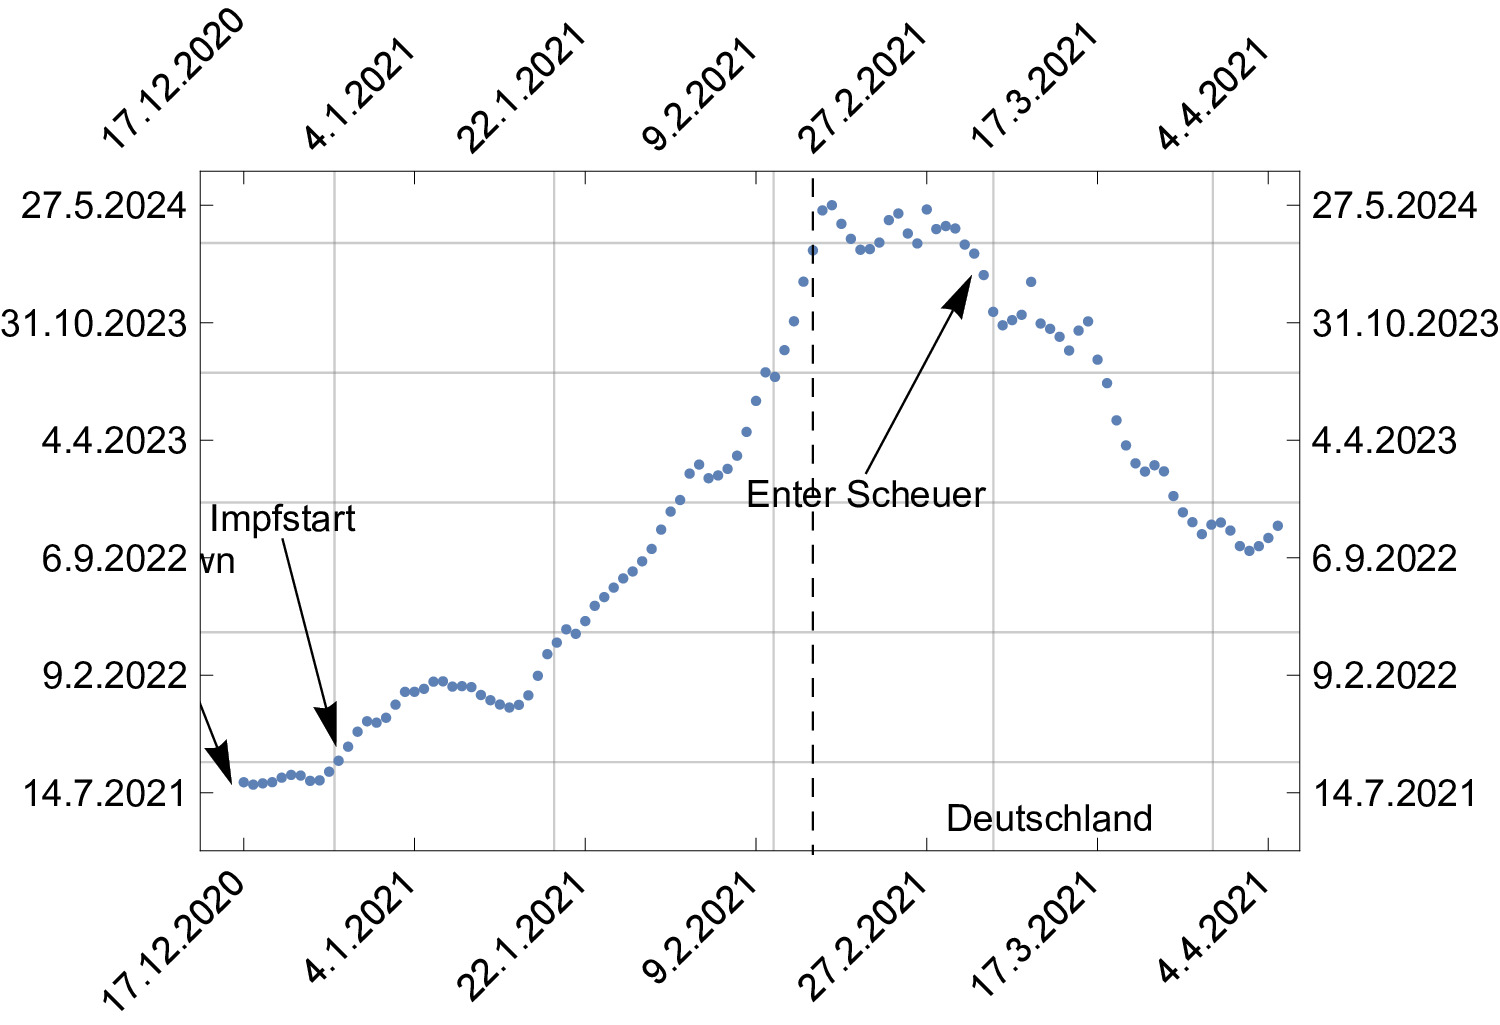 17.12.2020 4.1.2021 22.1.2021 9.2.2021 27.2.2021 17.3.2021 4.4.2021
27.5.2024 27.5.2024
31.10.2023 31.10.2023
4.4.2023 4.4.2023
Enter Scheuer
Impfstart
6.9.2022 wn 6.9.2022
9.2.2022 9.2.2022
14.7.2021 14.7.2021
Deutschland
17.12.2020 4.1.2021 22.1.2021 9.2.2021 27.2.2021 17.3.2021 4.4.2021